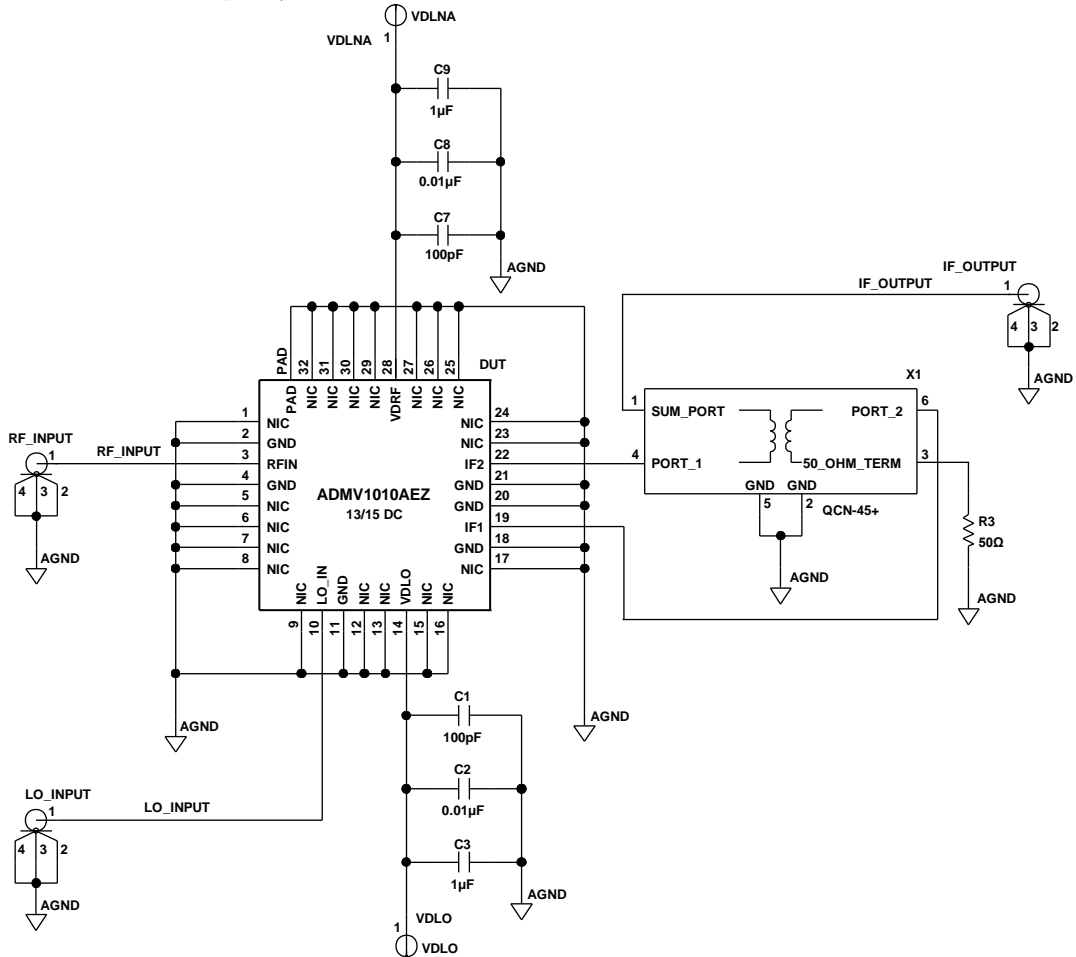 VDLNA
VDLNA 1
C9
1µF
C8
0.01µF
C7
100pF
AGND
IF_OUTPUT
IF_OUTPUT 1
4 3 2
AGND
PAD 32 31 30 29 28 27 26 25 DUT
PAD NIC NIC NIC NIC VDRF NIC NIC NIC
1 NIC
2 GND
3 RFIN
4 GND
5 NIC
6 NIC
7 NIC
8 NIC
RF_INPUT
1 RF_INPUT
4 3 2
AGND
ADMV1010AEZ
13/15 DC
NIC 24
NIC 23
IF2 22
GND 21
GND 20
IF1 19
GND 18
NIC 17
NIC LO_IN GND NIC NIC VDLO NIC NIC
9 10 11 12 13 14 15 16
X1
1 SUM_PORT PORT_2 6
4 PORT_1 50_OHM_TERM 3
GND GND
5 2 QCN-45+
AGND
R3
50Ω
AGND
AGND
AGND
C1
100pF
C2
0.01µF
C3
1µF
AGND
LO_INPUT
1 LO_INPUT
4 3 2
AGND
VDLO
1
VDLO